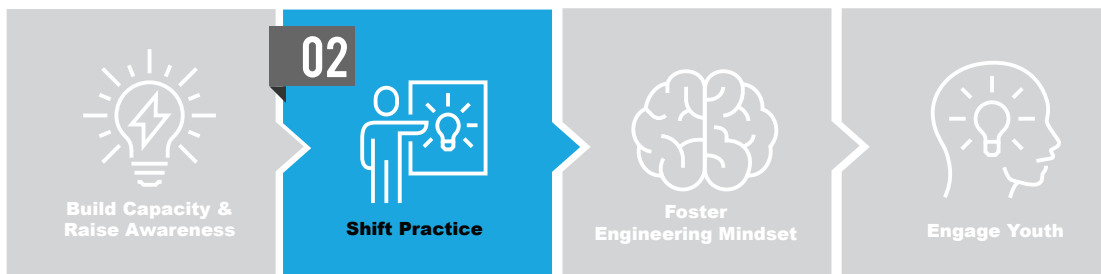 02
Build Capacity &
Raise Awareness
Shift Practice
Foster
Engineering Mindset
Engage Youth